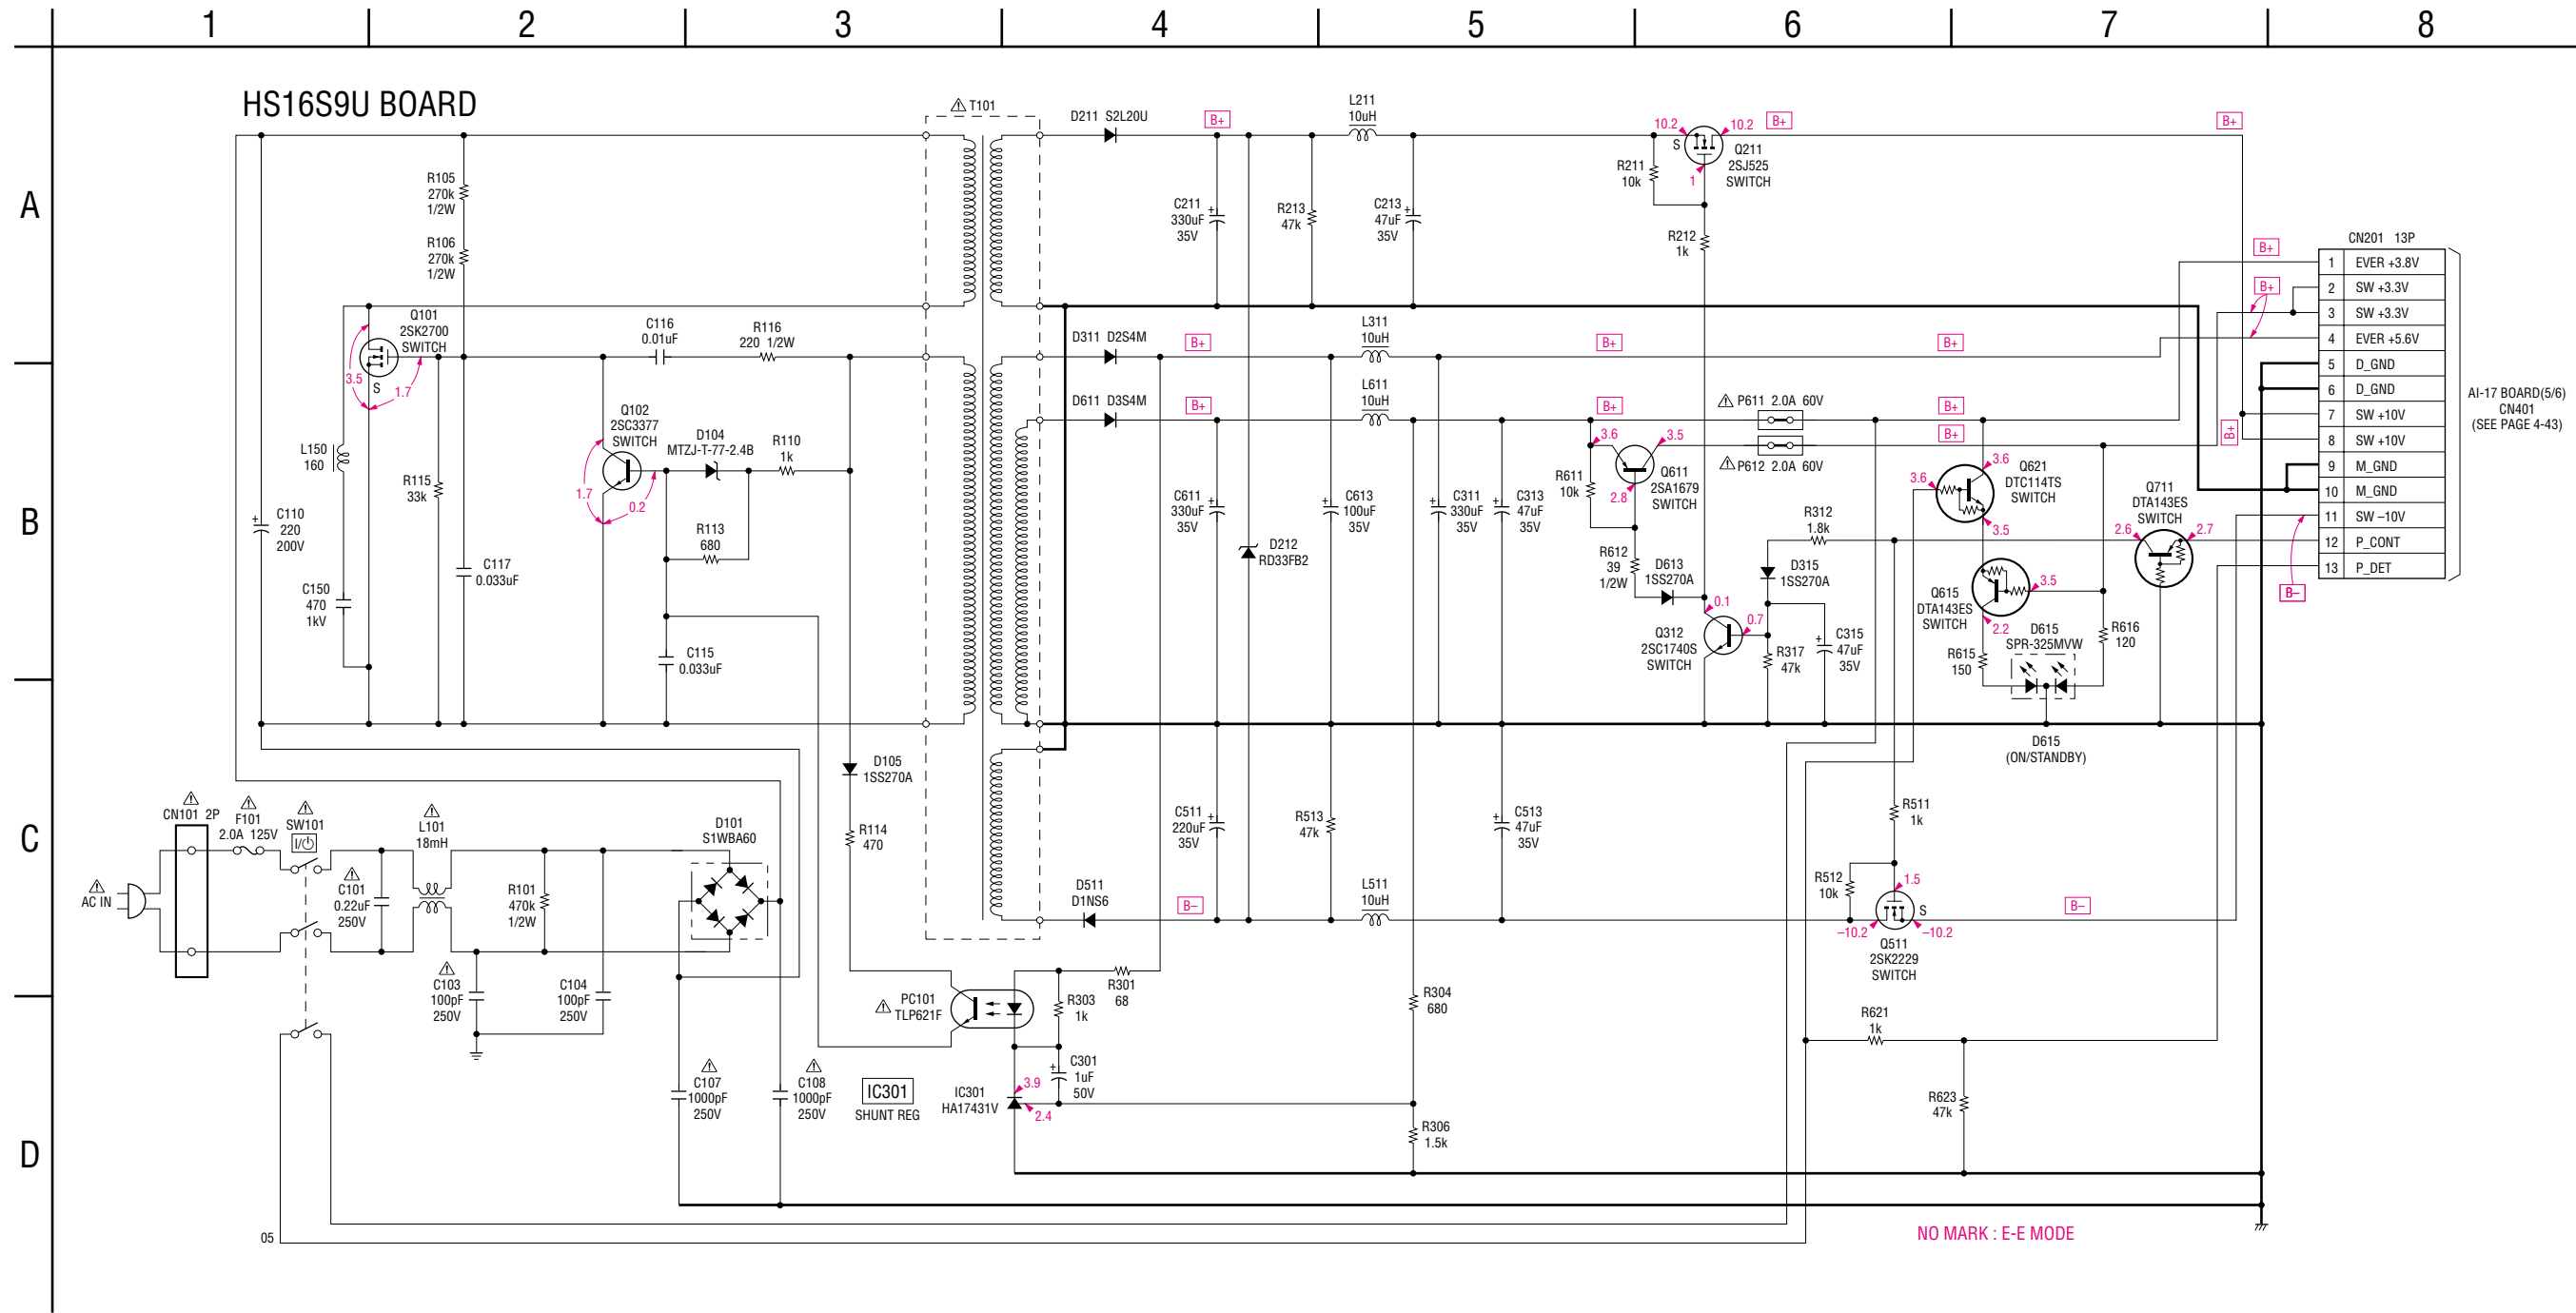 1 2 3 4 5 6 7 8
A
B
C
D
HS16S9U BOARD
R105
270k
1/2W
R106
270k
1/2W
Q101
2SK2700
SWITCH
S
3.5
1.7
L150
160
C110
220
200V
C150
470
1kV
R115
33k
C117
0.033uF
C116
0.01uF
R116
220 1/2W
Q102
2SC3377
SWITCH
1.7
0.2
D104
MTZJ-T-77-2.4B
R110
1k
R113
680
C115
0.033uF
D105
1SS270A
R114
470
T101
D211 S2L20U
B+
L211
10uH
C211
330uF
35V
R213
47k
C213
47uF
35V
10.2
10.2
B+
S
Q211
2SJ525
SWITCH
1
R211
10k
R212
1k
B+
D311 D2S4M
B+
L311
10uH
B+
B+
D611 D3S4M
B+
L611
10uH
B+
P611 2.0A 60V
B+
B+
P612 2.0A 60V
C611
330uF
35V
D212
RD33FB2
C613
100uF
35V
C311
330uF
35V
C313
47uF
35V
3.6
3.5
R611
10k
2.8
Q611
2SA1679
SWITCH
R612
39
1/2W
D613
1SS270A
R312
1.8k
D315
1SS270A
0.1
0.7
Q312
2SC1740S
SWITCH
R317
47k
C315
47uF
35V
3.6
3.6
Q621
DTC114TS
SWITCH
3.5
Q711
DTA143ES
SWITCH
2.6
2.7
Q615
DTA143ES
SWITCH
3.5
2.2
D615
SPR-325MVW
R615
150
R616
120
D615
(ON/STANDBY)
B+
B+
B+
CN201 13P
1 EVER +3.8V
2 SW +3.3V
3 SW +3.3V
4 EVER +5.6V
5 D_GND
6 D_GND
7 SW +10V
8 SW +10V
9 M_GND
10 M_GND
11 SW –10V
12 P_CONT
13 P_DET
B–
AI-17 BOARD(5/6)
CN401
(SEE PAGE 4-43)
AC IN
CN101 2P
F101
2.0A 125V
SW101
I/
C101
0.22uF
250V
L101
18mH
R101
470k
1/2W
D101
S1WBA60
C103
100pF
250V
C104
100pF
250V
C107
1000pF
250V
C108
1000pF
250V
IC301
SHUNT REG
PC101
TLP621F
R303
1k
R301
68
C301
1uF
50V
IC301
HA17431V
3.9
2.4
D511
D1NS6
B–
C511
220uF
35V
R513
47k
L511
10uH
C513
47uF
35V
R304
680
R306
1.5k
R511
1k
R512
10k
1.5
S
–10.2
–10.2
Q511
2SK2229
SWITCH
B–
R621
1k
R623
47k
05
NO MARK : E-E MODE